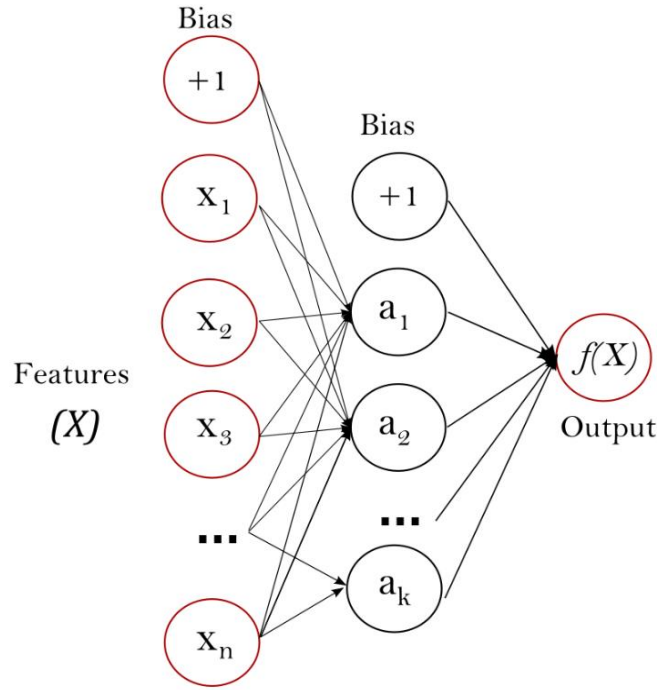 Bias
+1
x1
x2
x3
...
xn
Features
(X)
Bias
+1
a1
a2
...
ak
f(X)
Output